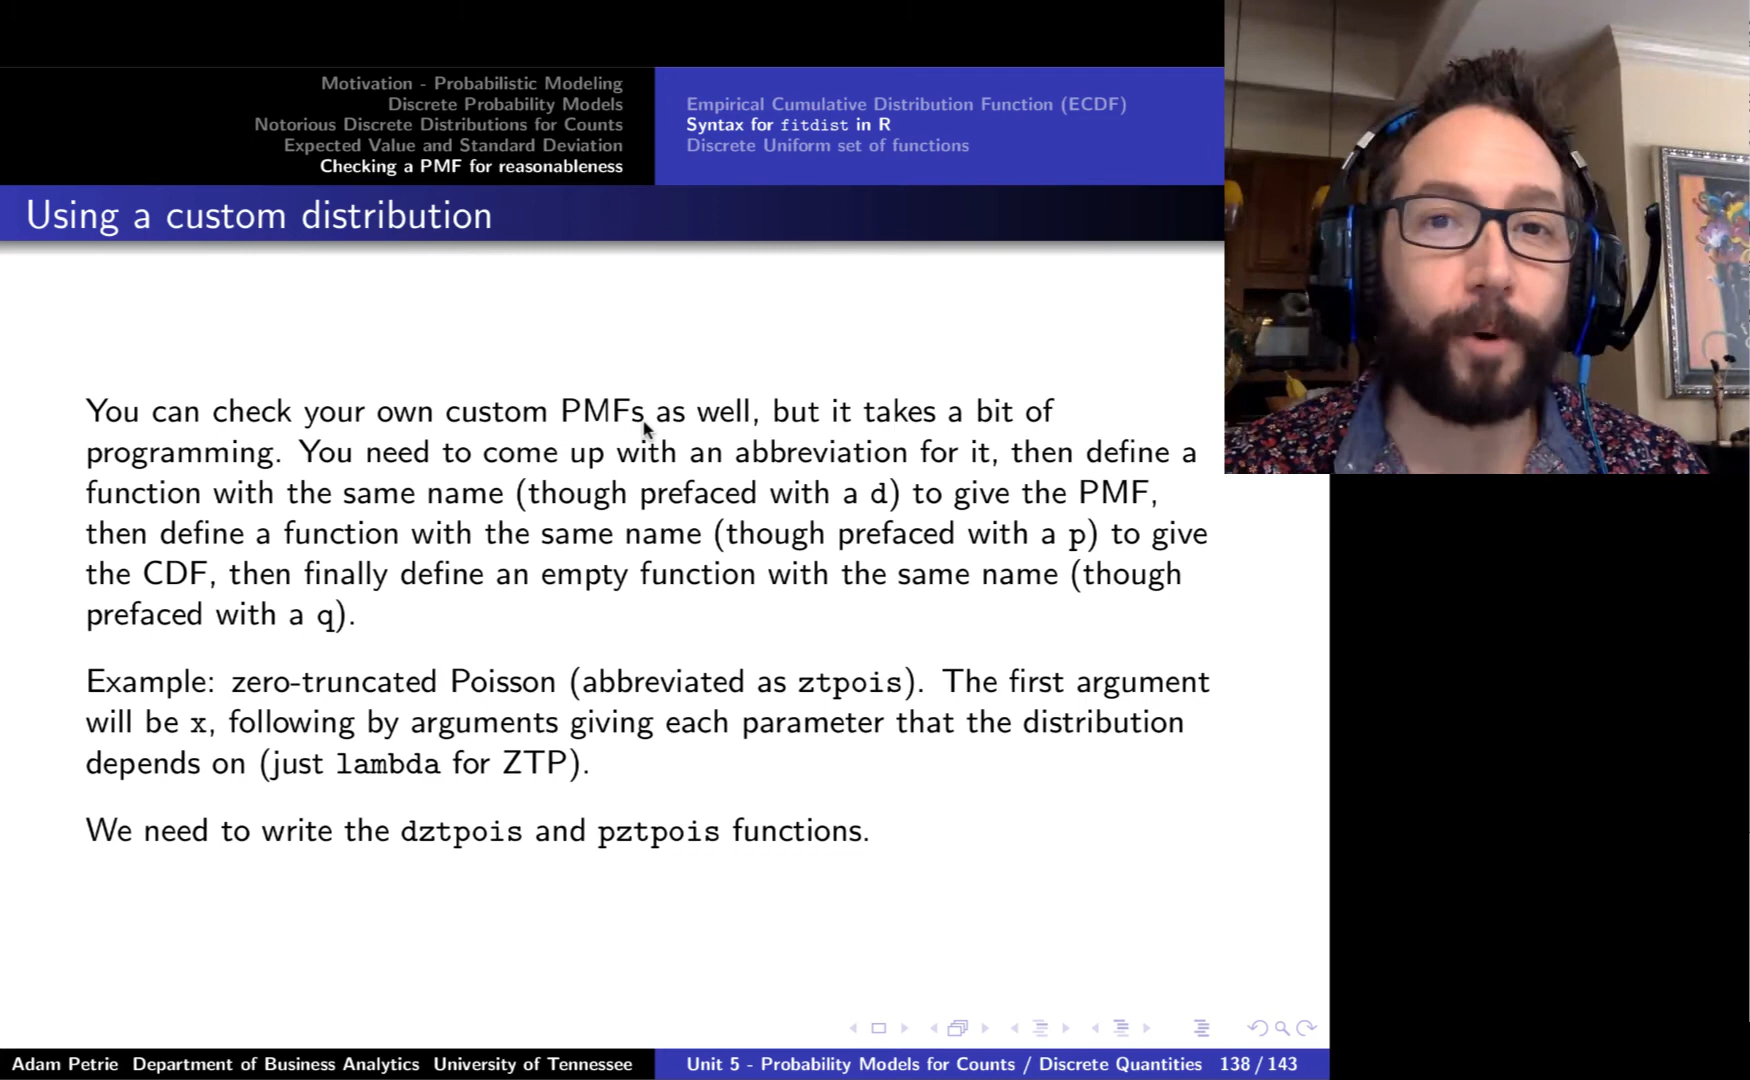 Motivation - Probabilistic Modeling
Discrete Probability Models
Notorious Discrete Distributions for Counts
Expected Value and Standard Deviation
Checking a PMF for reasonableness
Empirical Cumulative Distribution Function (ECDF)
Syntax for fitdist in R
Discrete Uniform set of functions
Using a custom distribution
You can check your own custom PMFs as well, but it takes a bit of
programming. You need to come up with an abbreviation for it, then define a
function with the same name (though prefaced with a d) to give the PMF,
then define a function with the same name (though prefaced with a p) to give
the CDF, then finally define an empty function with the same name (though
prefaced with a q).
Example: zero-truncated Poisson (abbreviated as ztpois). The first argument
will be x, following by arguments giving each parameter that the distribution
depends on (just lambda for ZTP).
We need to write the dztpois and pztpois functions.
Adam Petrie Department of Business Analytics University of Tennessee
Unit 5 - Probability Models for Counts / Discrete Quantities 138 / 143